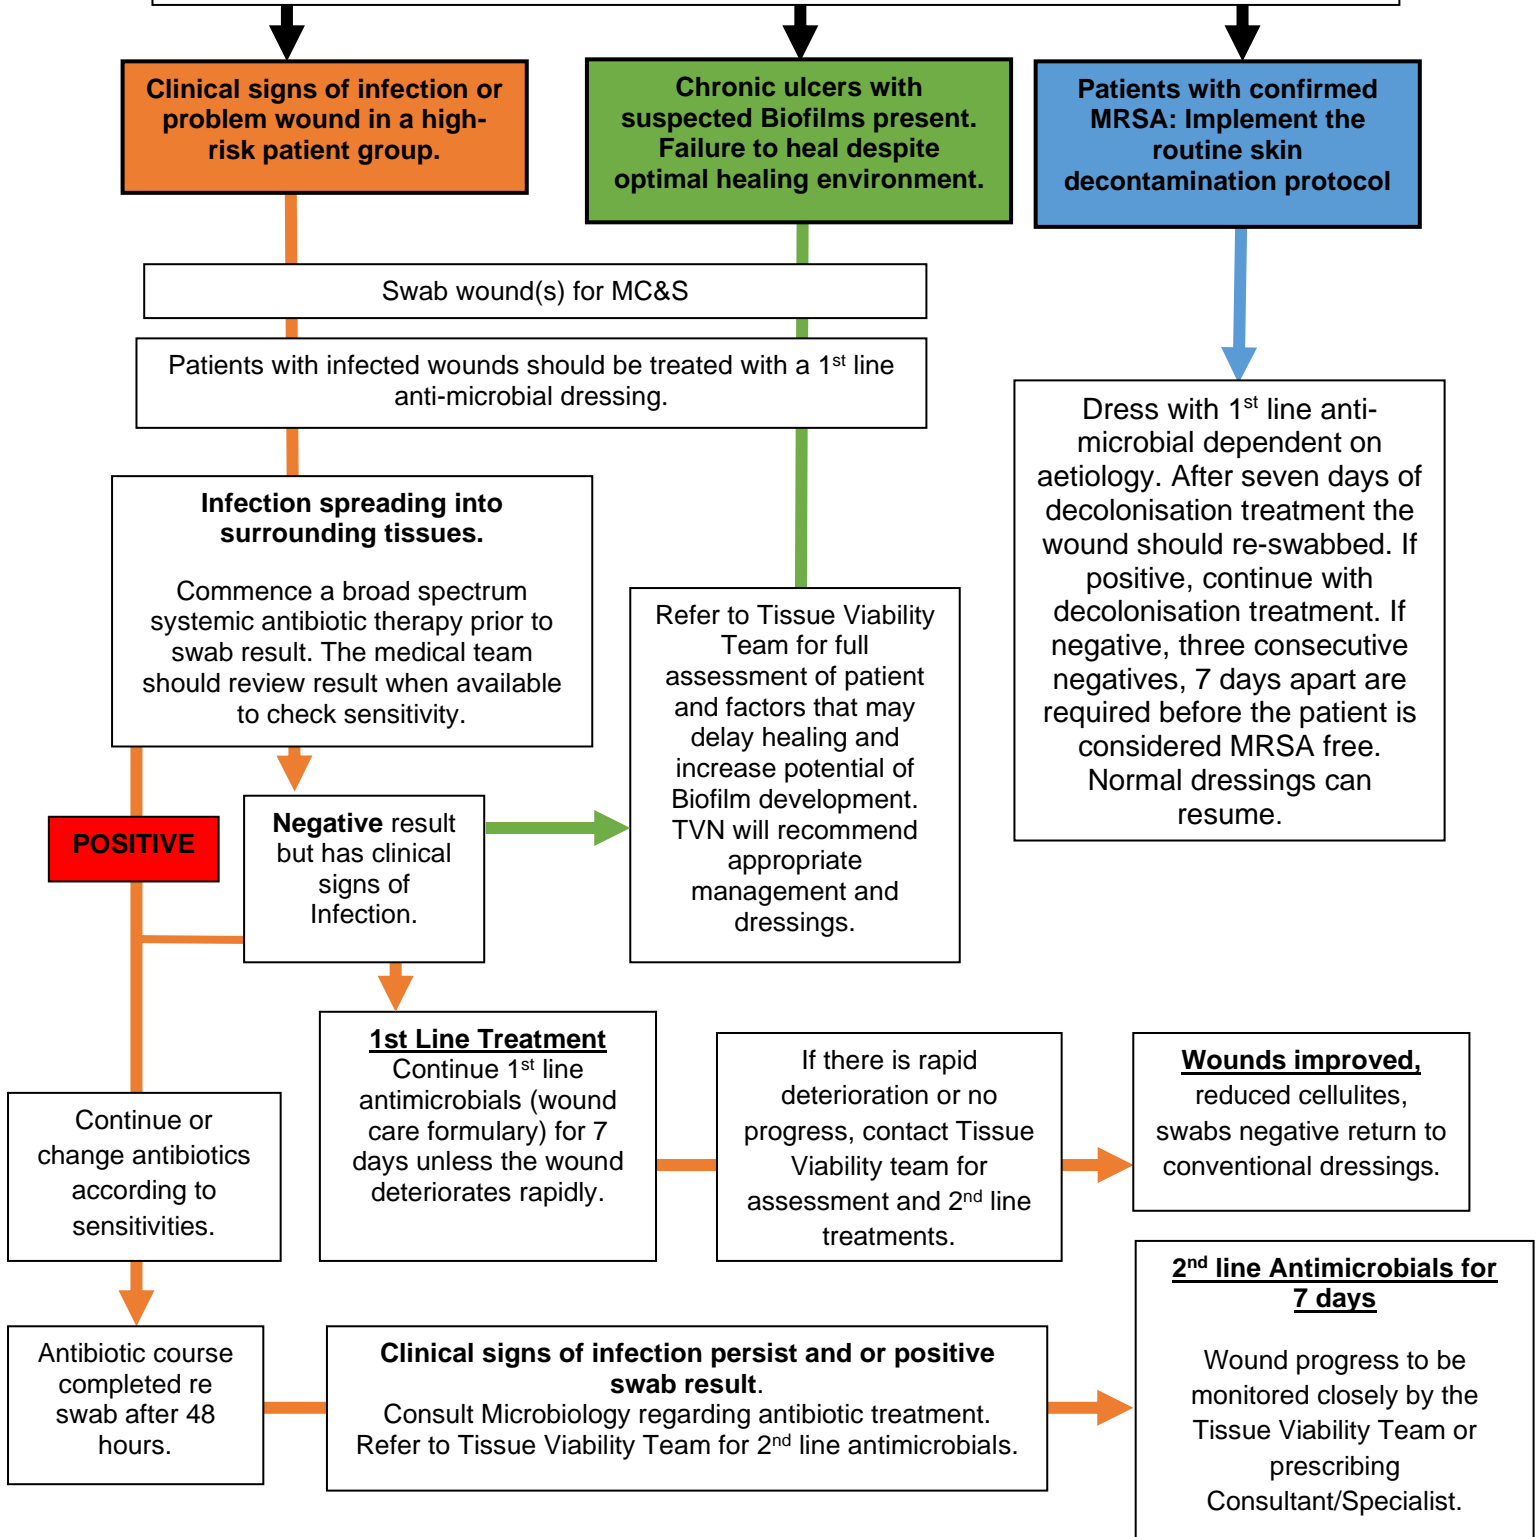 Clinical signs of infection or
problem wound in a high-
risk patient group.
Chronic ulcers with
suspected Biofilms present.
Failure to heal despite
optimal healing environment.
Patients with confirmed
MRSA: Implement the
routine skin
decontamination protocol
Swab wound(s) for MC&S
Patients with infected wounds should be treated with a 1st line
anti-microbial dressing.
Infection spreading into
surrounding tissues.
Commence a broad spectrum
systemic antibiotic therapy prior to
swab result. The medical team
should review result when available
to check sensitivity.
Refer to Tissue Viability
Team for full
assessment of patient
and factors that may
delay healing and
increase potential of
Biofilm development.
TVN will recommend
appropriate
management and
dressings.
Dress with 1st line anti-
microbial dependent on
aetiology. After seven days of
decolonisation treatment the
wound should re-swabbed. If
positive, continue with
decolonisation treatment. If
negative, three consecutive
negatives, 7 days apart are
required before the patient is
considered MRSA free.
Normal dressings can
resume.
POSITIVE
Negative result
but has clinical
signs of
Infection.
1st Line Treatment
Continue 1st line
antimicrobials (wound
care formulary) for 7
days unless the wound
deteriorates rapidly.
If there is rapid
deterioration or no
progress, contact Tissue
Viability team for
assessment and 2nd line
treatments.
Wounds improved,
reduced cellulites,
swabs negative return to
conventional dressings.
Continue or
change antibiotics
according to
sensitivities.
Antibiotic course
completed re
swab after 48
hours.
Clinical signs of infection persist and or positive
swab result.
Consult Microbiology regarding antibiotic treatment.
Refer to Tissue Viability Team for 2nd line antimicrobials.
2nd line Antimicrobials for
7 days
Wound progress to be
monitored closely by the
Tissue Viability Team or
prescribing
Consultant/Specialist.